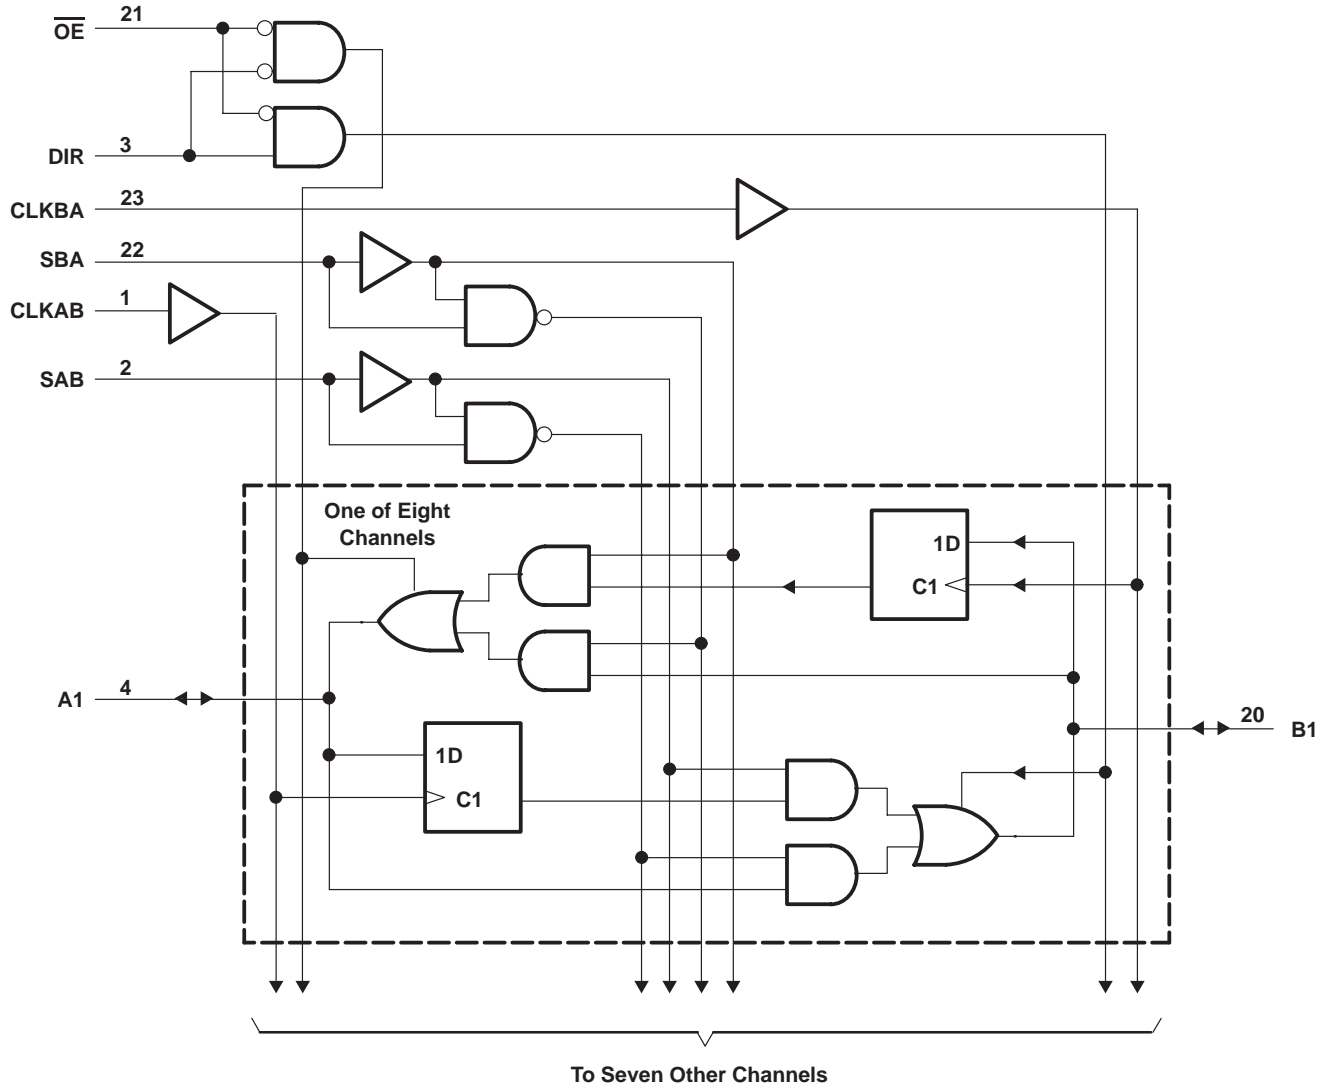 21
OE
3
DIR
23
CLKBA
22
SBA
1
CLKAB
2
SAB
One of Eight
Channels
1D
C1
4
A1
20
B1
1D
C1
To Seven Other Channels